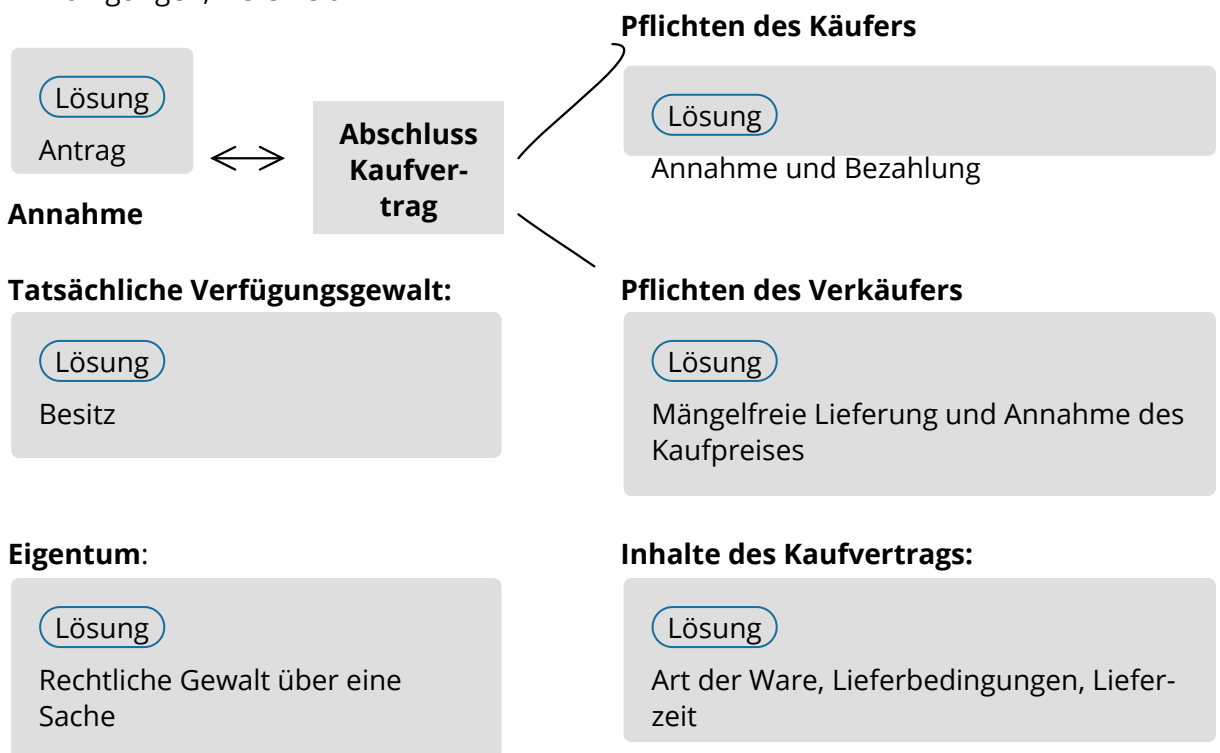 Pflichten des Käufers
Lösung
Antrag
Abschluss
Kaufver-
trag
Lösung
Annahme und Bezahlung
Annahme
Tatsächliche Verfügungsgewalt:
Lösung
Besitz
Pflichten des Verkäufers
Lösung
Mängelfreie Lieferung und Annahme des
Kaufpreises
Eigentum:
Lösung
Rechtliche Gewalt über eine
Sache
Inhalte des Kaufvertrags:
Lösung
Art der Ware, Lieferbedingungen, Liefer-
zeit